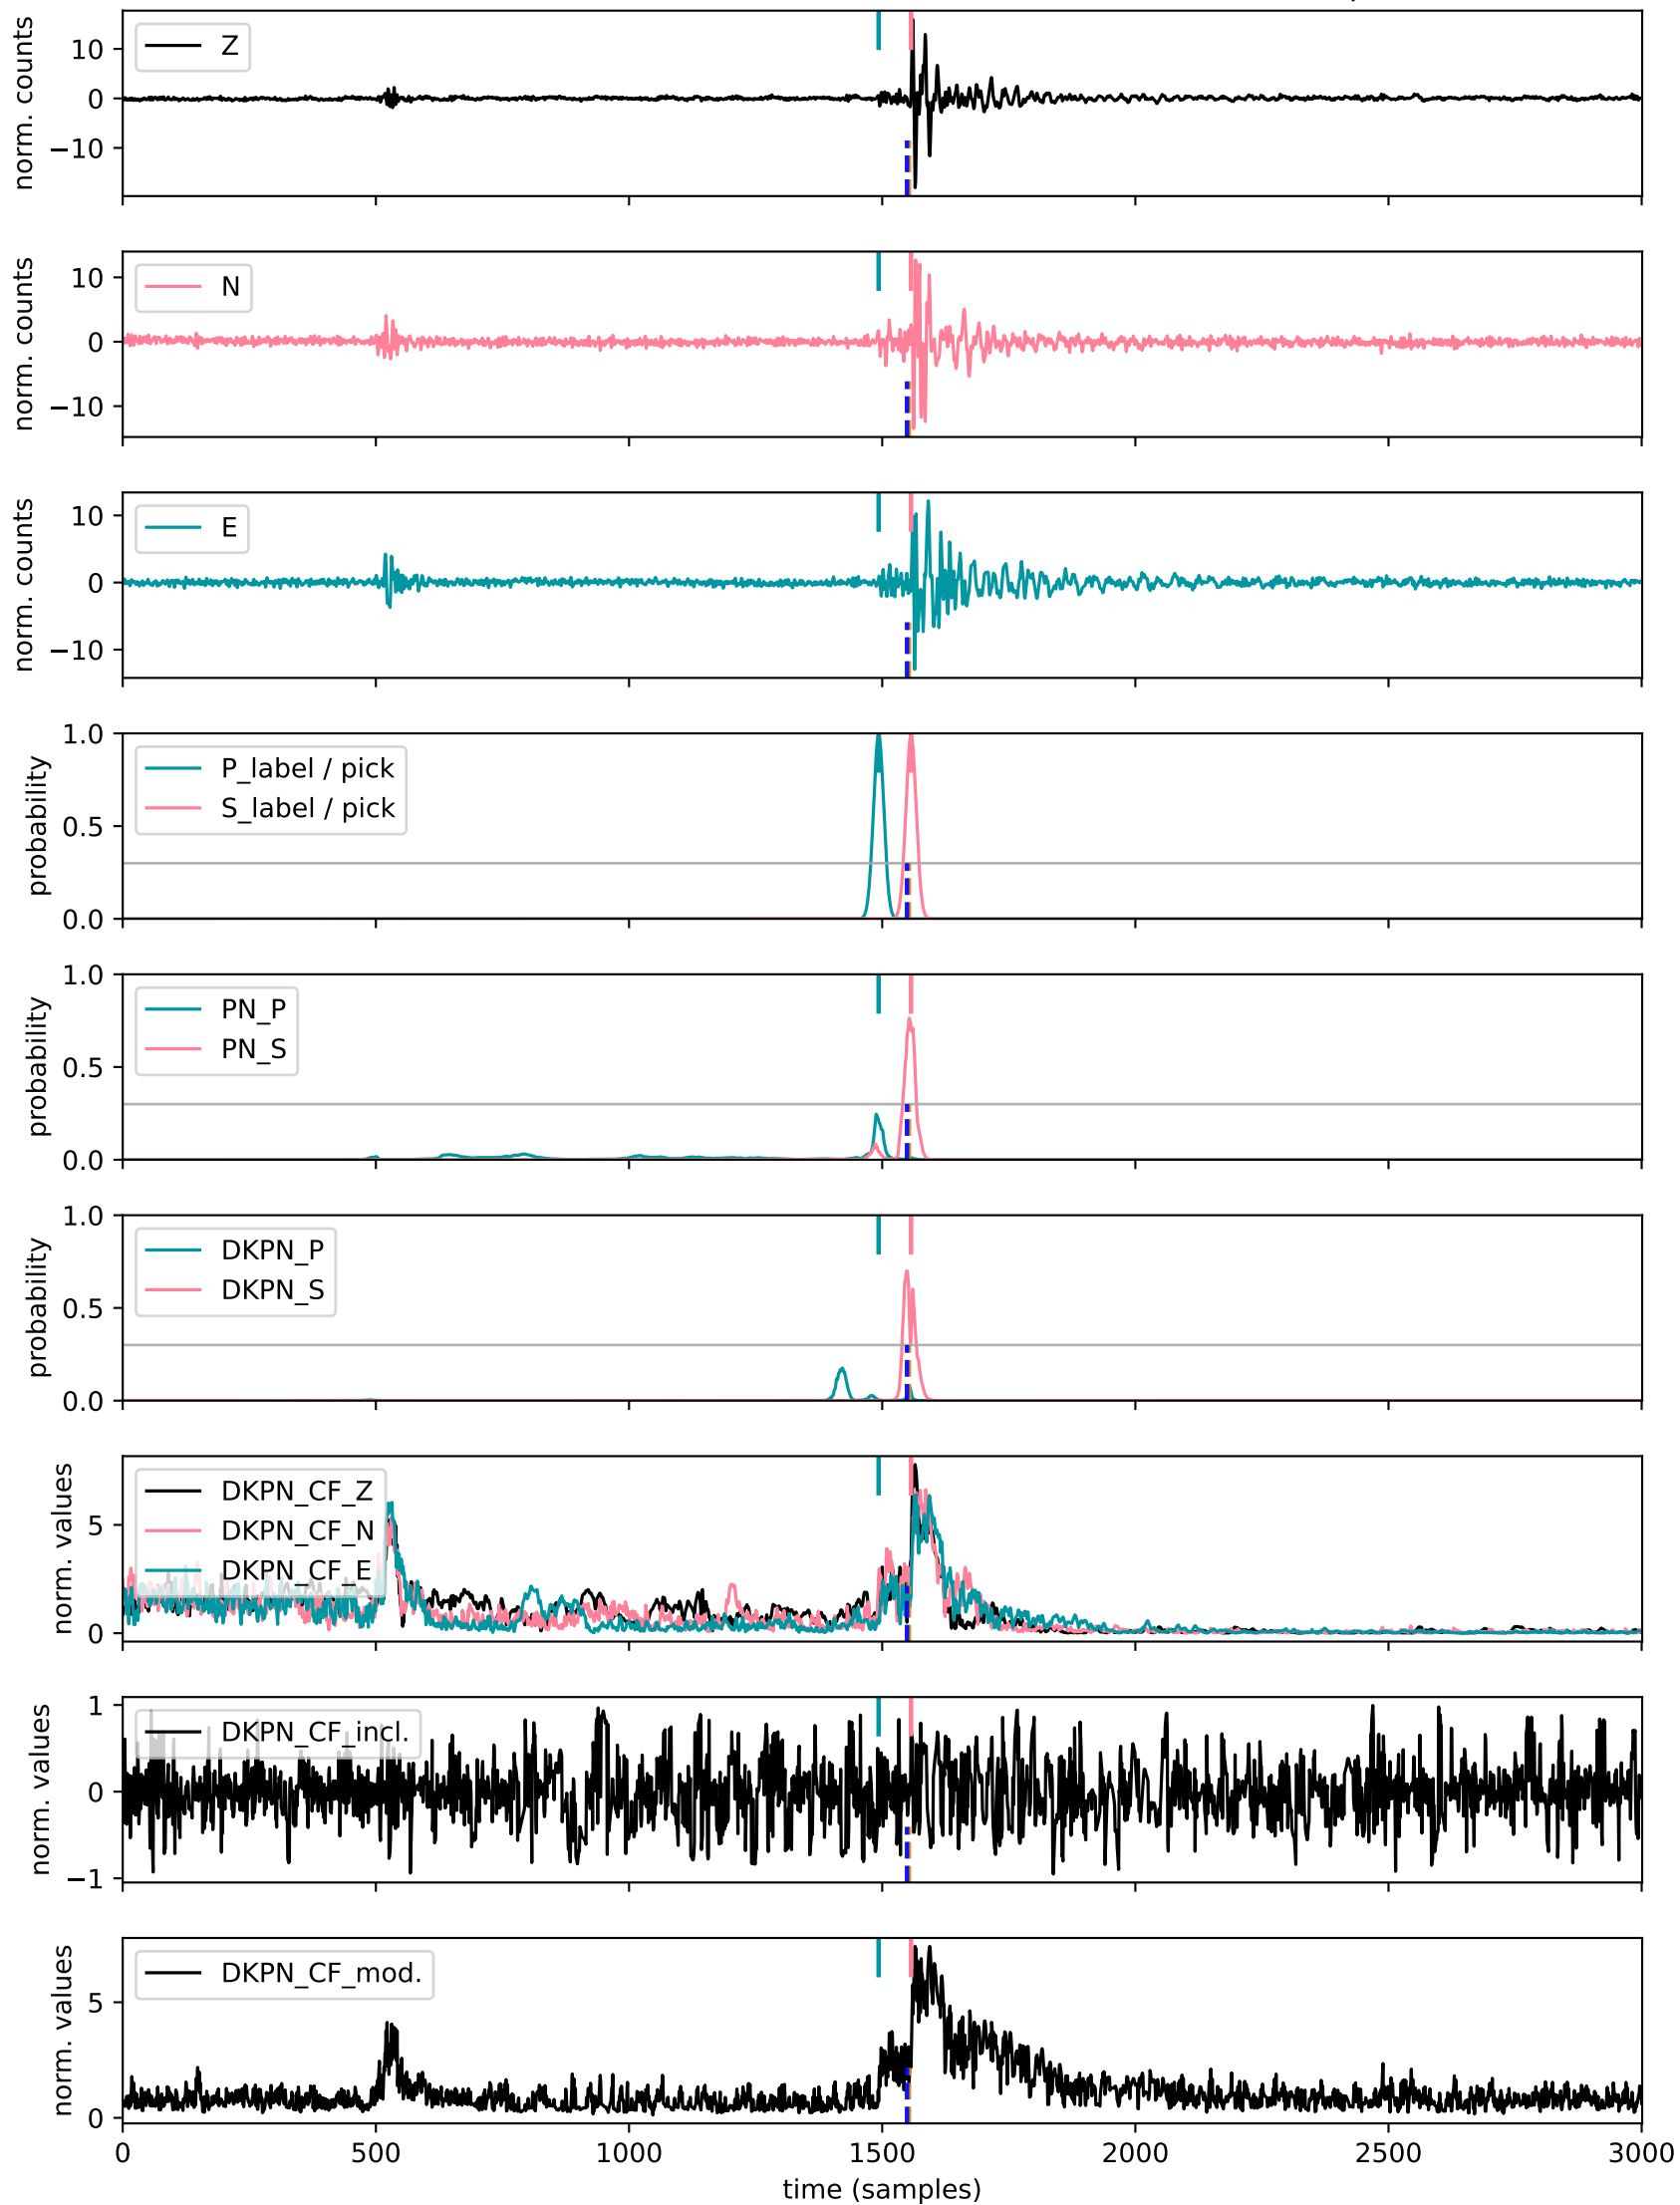 norm. counts
10
0
−10
Z
norm. counts
10
0
−10
N
norm. counts
10
0
−10
E
probability
1.0
0.5
0.0
P_label / pick
S_label / pick
probability
1.0
0.5
0.0
PN_P
PN_S
probability
1.0
0.5
0.0
DKPN_P
DKPN_S
norm. values
5
0
DKPN_CF_Z
DKPN_CF_N
DKPN_CF_E
norm. values
1
0
−1
DKPN_CF_incl.
norm. values
5
0
DKPN_CF_mod.
0 500 1000 1500 2000 2500 3000
time (samples)